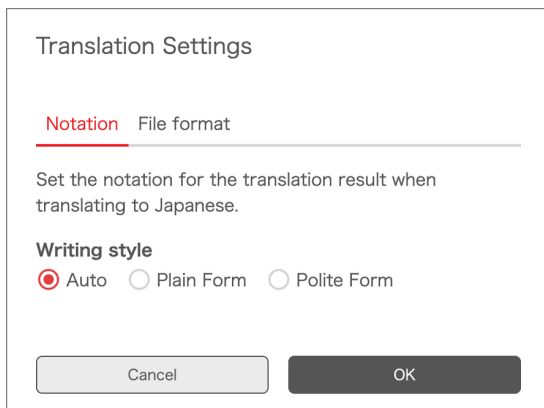 Translation Settings
Notation File format
Set the notation for the translation result when
translating to Japanese.
Writing style
Auto Plain Form Polite Form
Cancel OK